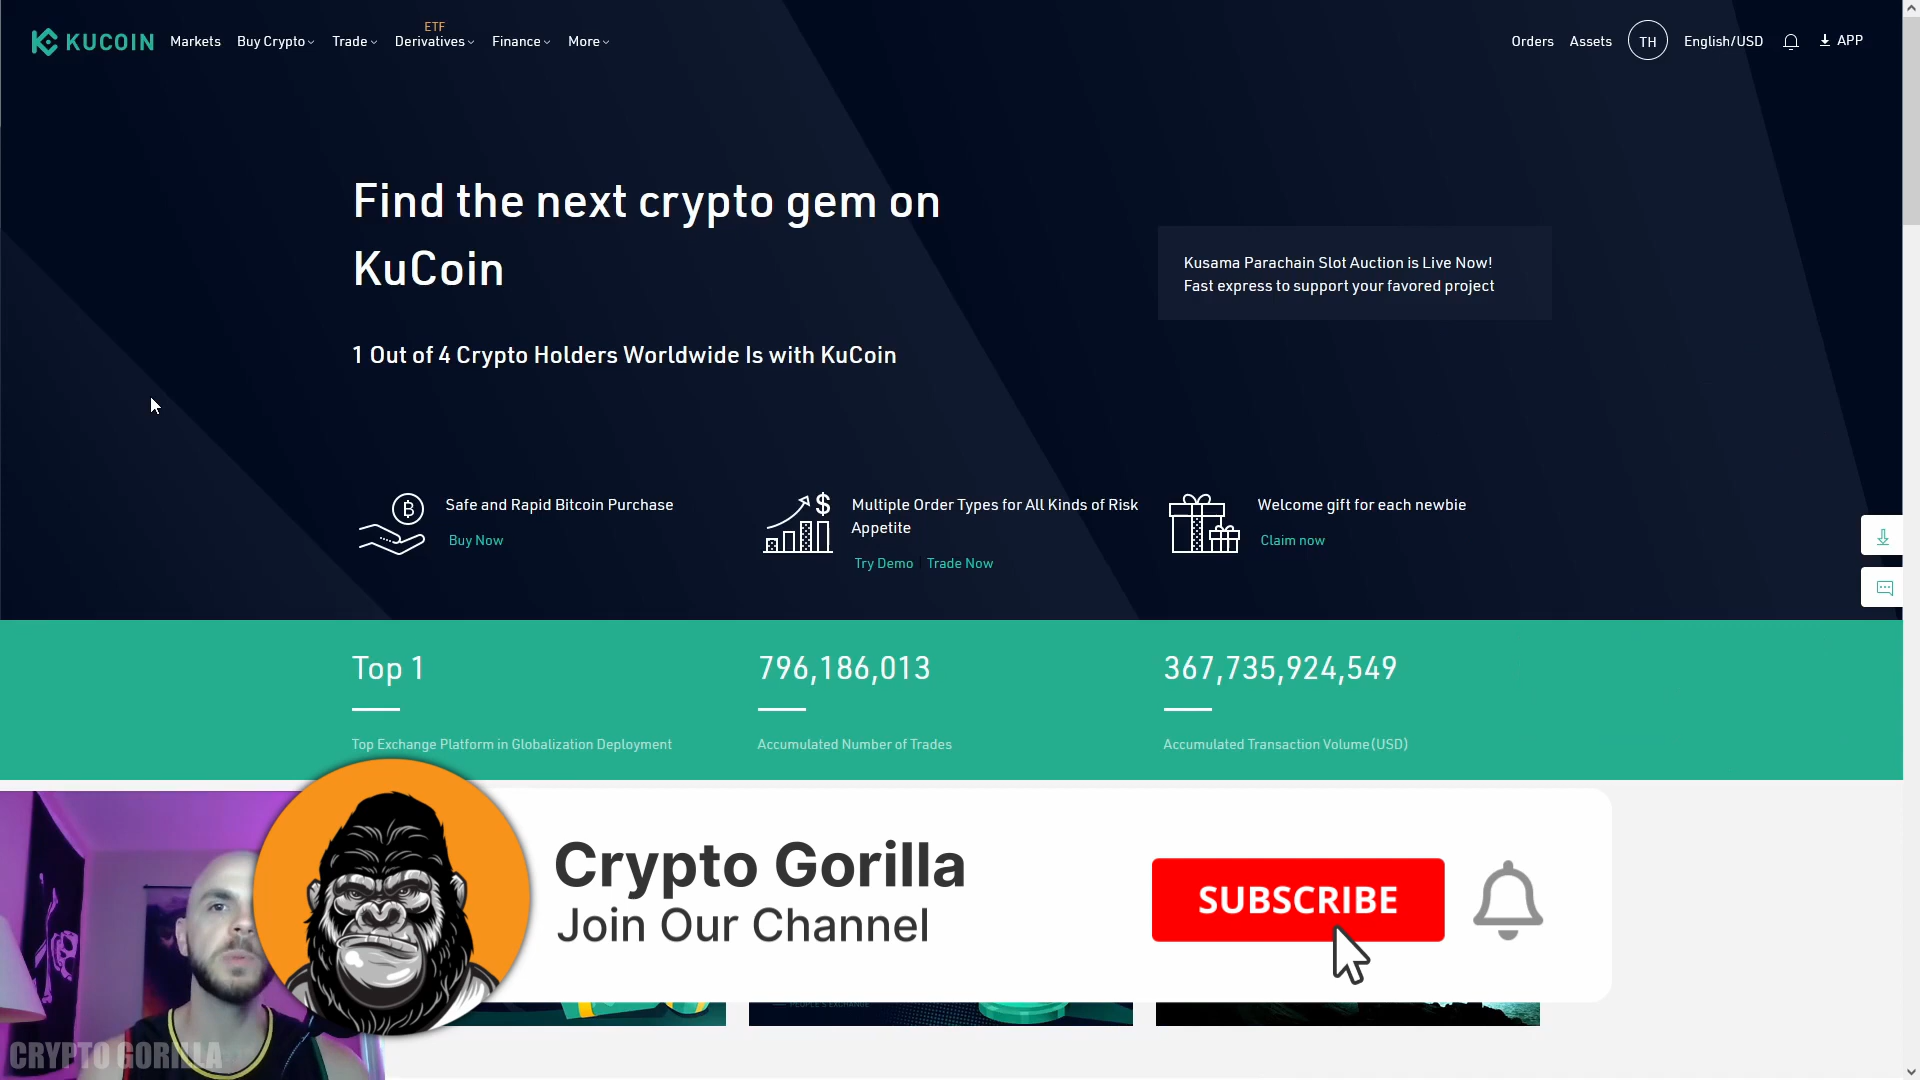 KUCOIN
Markets
Buy Crypto
Trade
ETF
Derivatives
Finance
More
Orders
Assets
TH
English/USD
APP
Find the next crypto gem on
KuCoin
1 Out of 4 Crypto Holders Worldwide Is with KuCoin
Kusama Parachain Slot Auction is Live Now!
Fast express to support your favored project
Safe and Rapid Bitcoin Purchase
Buy Now
Multiple Order Types for All Kinds of Risk
Appetite
Try Demo
Trade Now
Welcome gift for each newbie
Claim now
Top 1
Top Exchange Platform in Globalization Deployment
796,186,013
Accumulated Number of Trades
367,735,924,549
Accumulated Transaction Volume(USD)
Crypto Gorilla
Join Our Channel
SUBSCRIBE
PEOPLE'S EXCHANGE
CRYPTO GORILLA